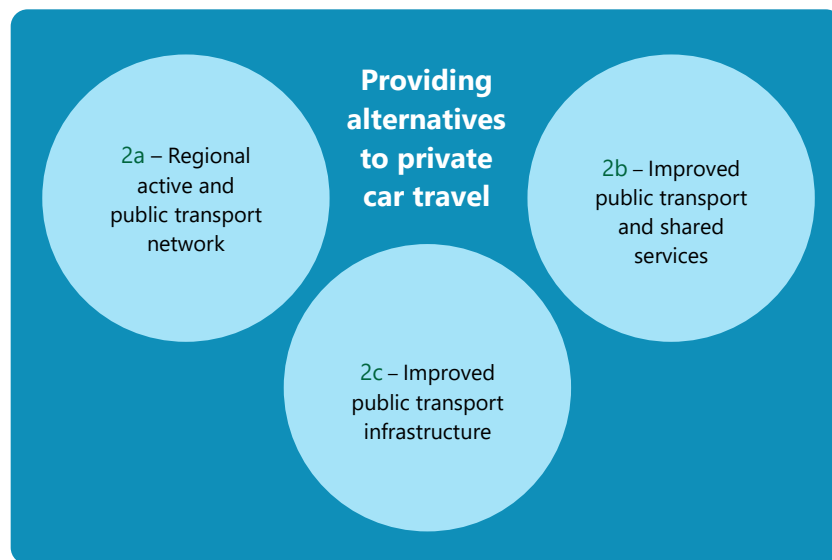 Providing
alternatives
to private
car travel
2a – Regional
active and
public transport
network
2b – Improved
public transport
and shared
services
2c – Improved
public transport
infrastructure